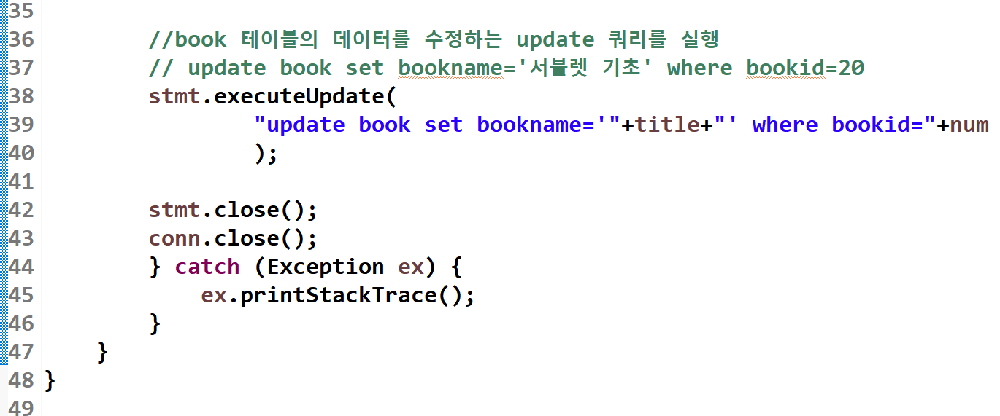 35
36 //book 테이블의 데이터를 수정하는 update 쿼리를 실행
37 // update book set bookname='서블렛 기초' where bookid=20
38 stmt.executeUpdate(
39 "update book set bookname='"+title+"' where bookid="+num
40 );
41
42 stmt.close();
43 conn.close();
44 } catch (Exception ex) {
45 ex.printStackTrace();
46 }
47 }
48 }
49